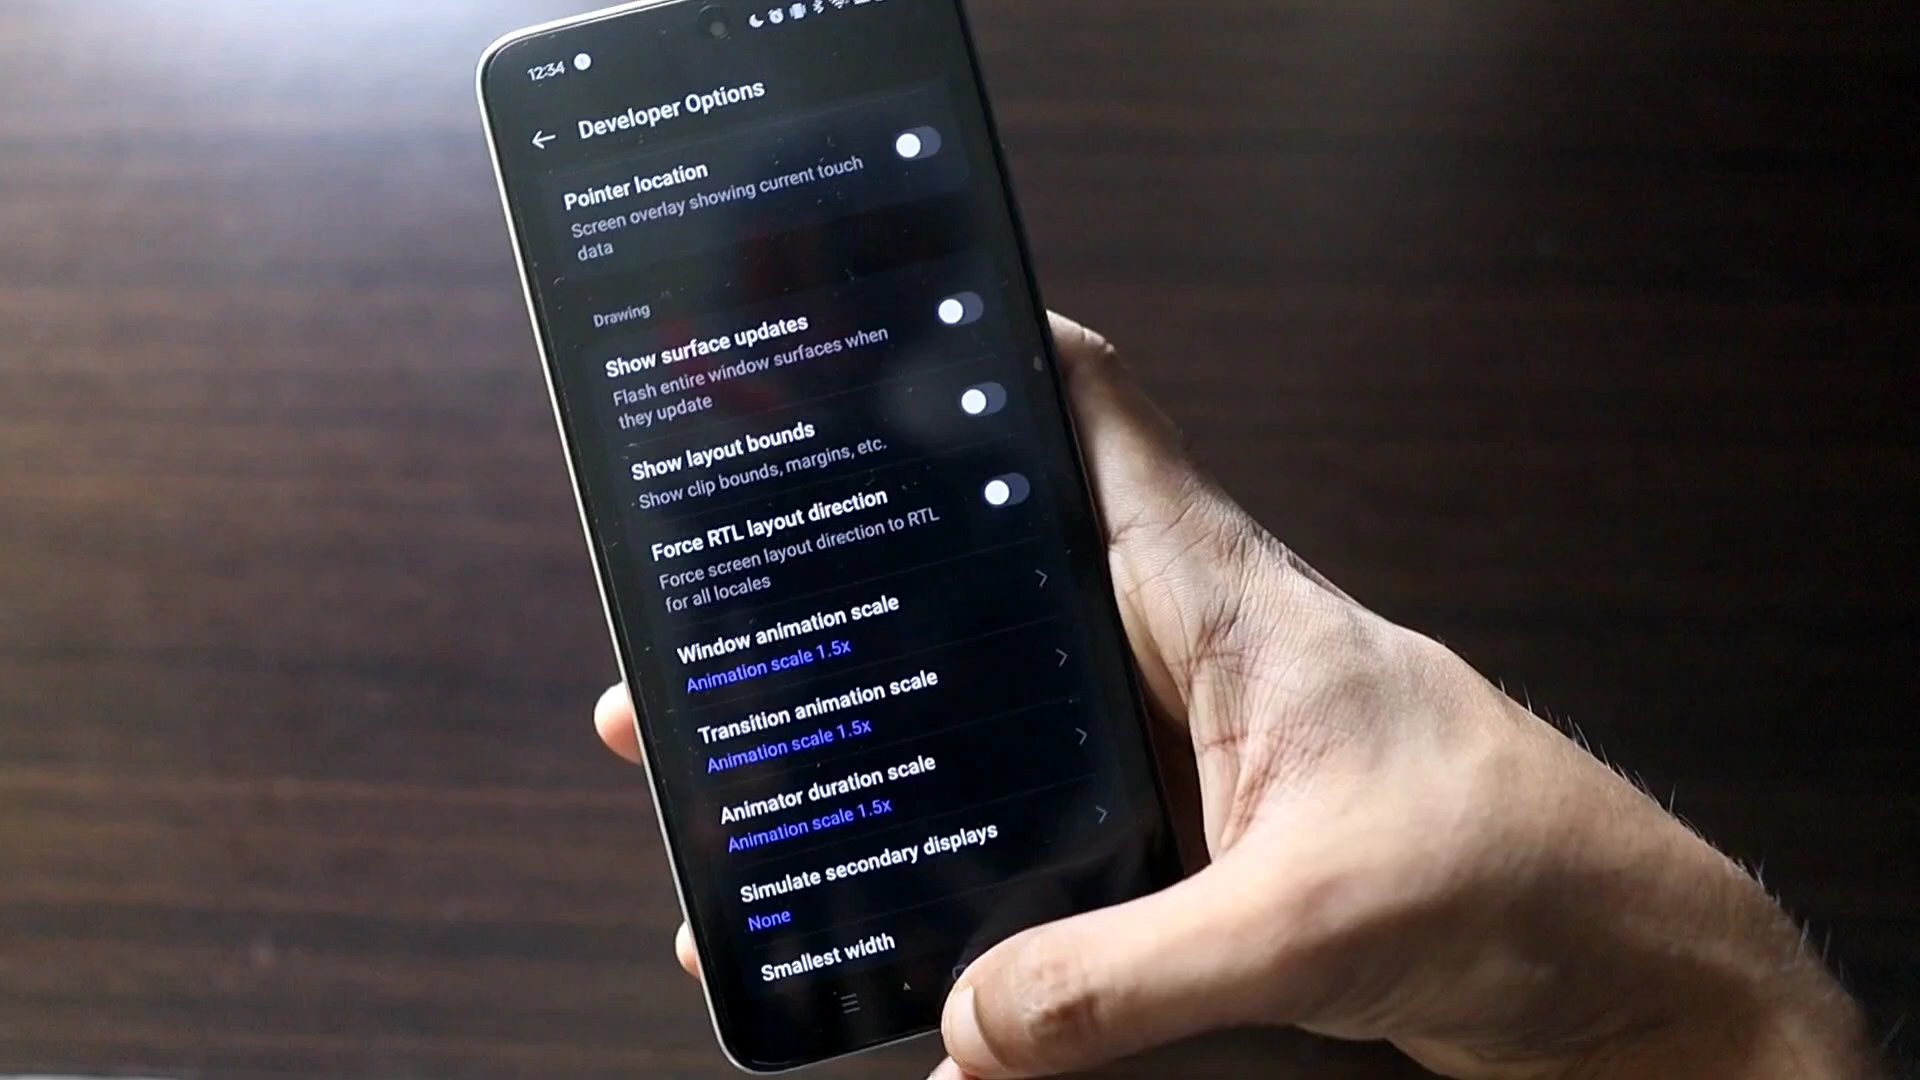 12:34
Developer Options
Pointer location
Screen overlay showing current touch
data
Drawing
Show surface updates
Flash entire window surfaces when
they update
Show layout bounds
Show clip bounds, margins, etc.
Force RTL layout direction
Force screen layout direction to RTL
for all locales
Window animation scale
Animation scale 1.5x
Transition animation scale
Animation scale 1.5x
Animator duration scale
Animation scale 1.5x
Simulate secondary displays
None
Smallest width